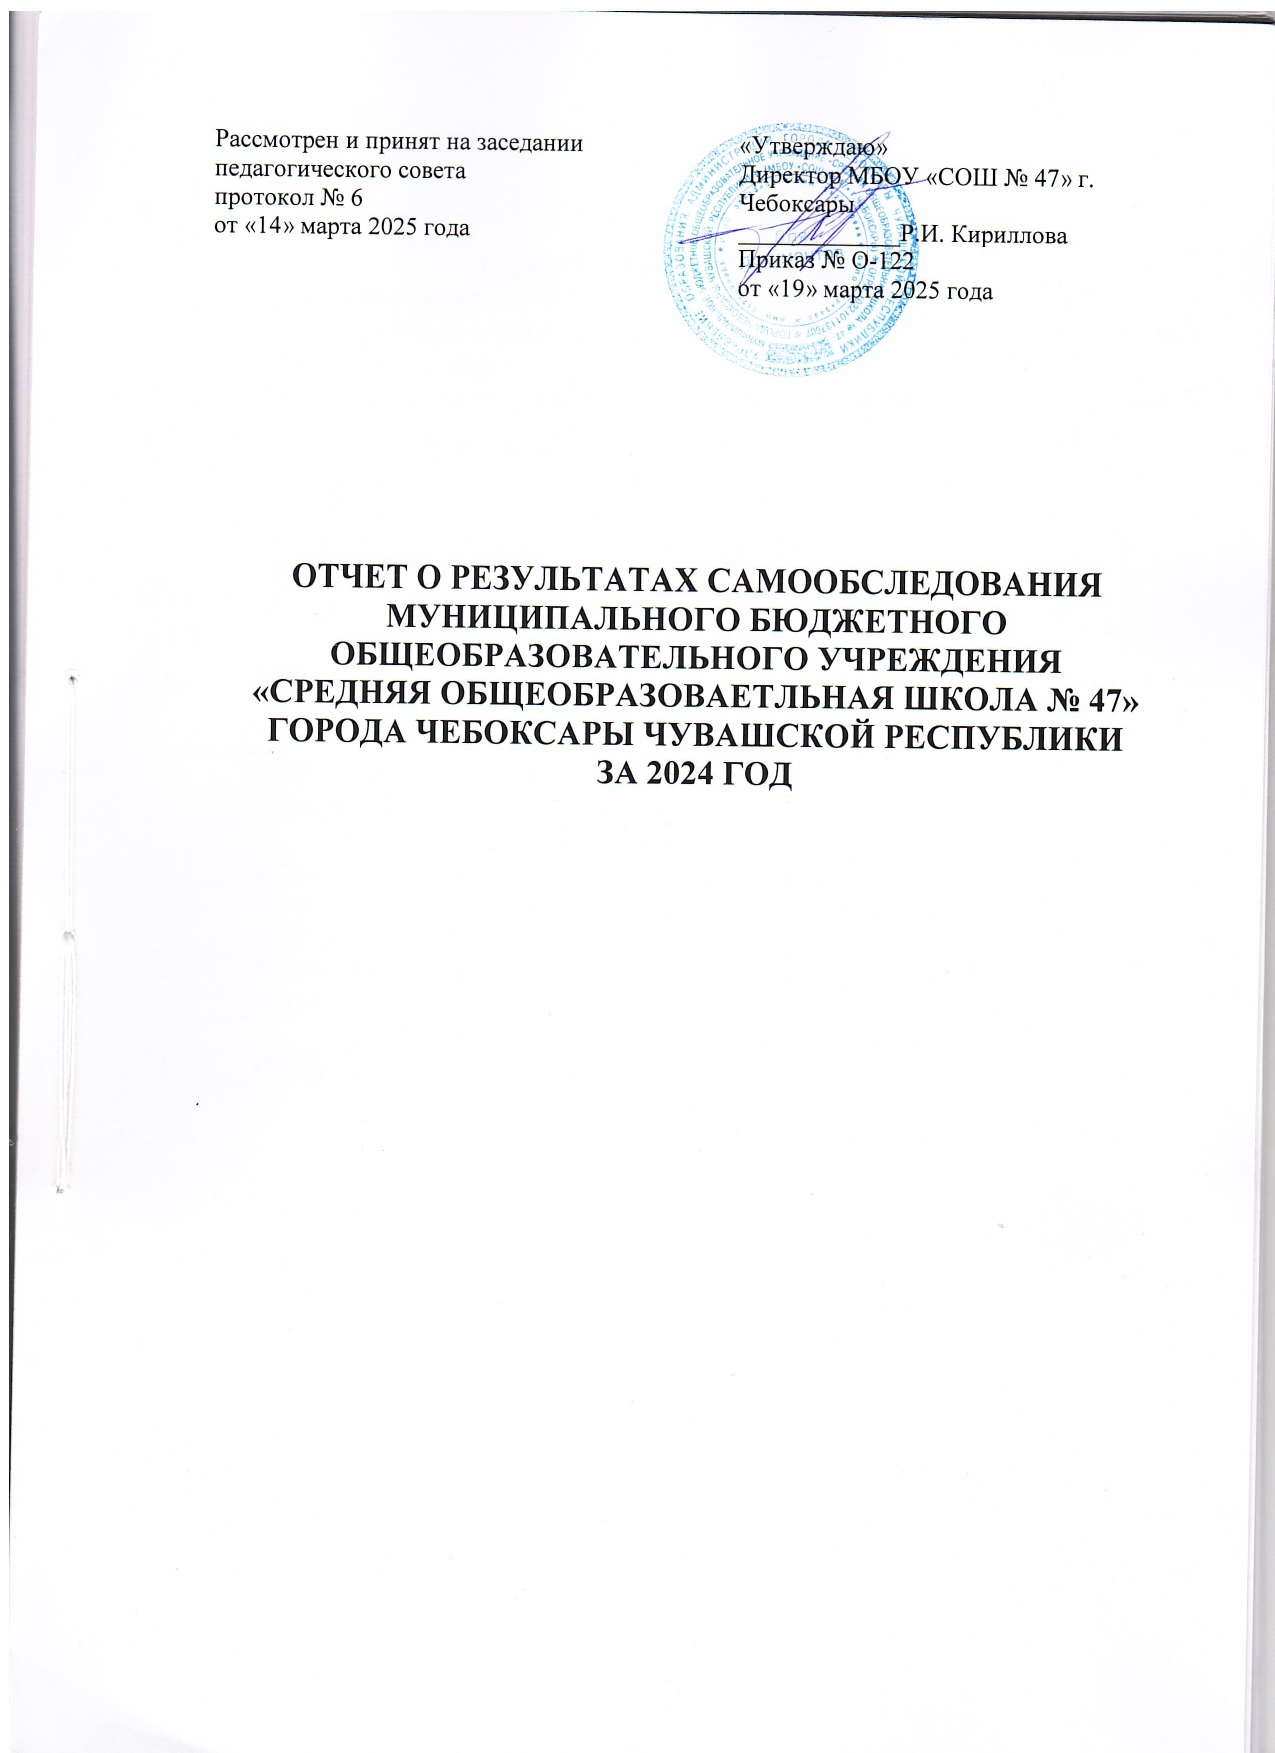 Рассмотрен и принят на заседании
педагогического совета
протокол № 6
от «14» марта 2025 года
«Утверждаю»
Директор МБОУ «СОШ № 47» г.
Чебоксары
Р.И. Кириллова
Приказ № О-122
от «19» марта 2025 года
ОТЧЕТ О РЕЗУЛЬТАТАХ САМООБСЛЕДОВАНИЯ
МУНИЦИПАЛЬНОГО БЮДЖЕТНОГО
ОБЩЕОБРАЗОВАТЕЛЬНОГО УЧРЕЖДЕНИЯ
«СРЕДНЯЯ ОБЩЕОБРАЗОВАЕТЛЬНАЯ ШКОЛА № 47»
ГОРОДА ЧЕБОКСАРЫ ЧУВАШСКОЙ РЕСПУБЛИКИ
ЗА 2024 ГОД